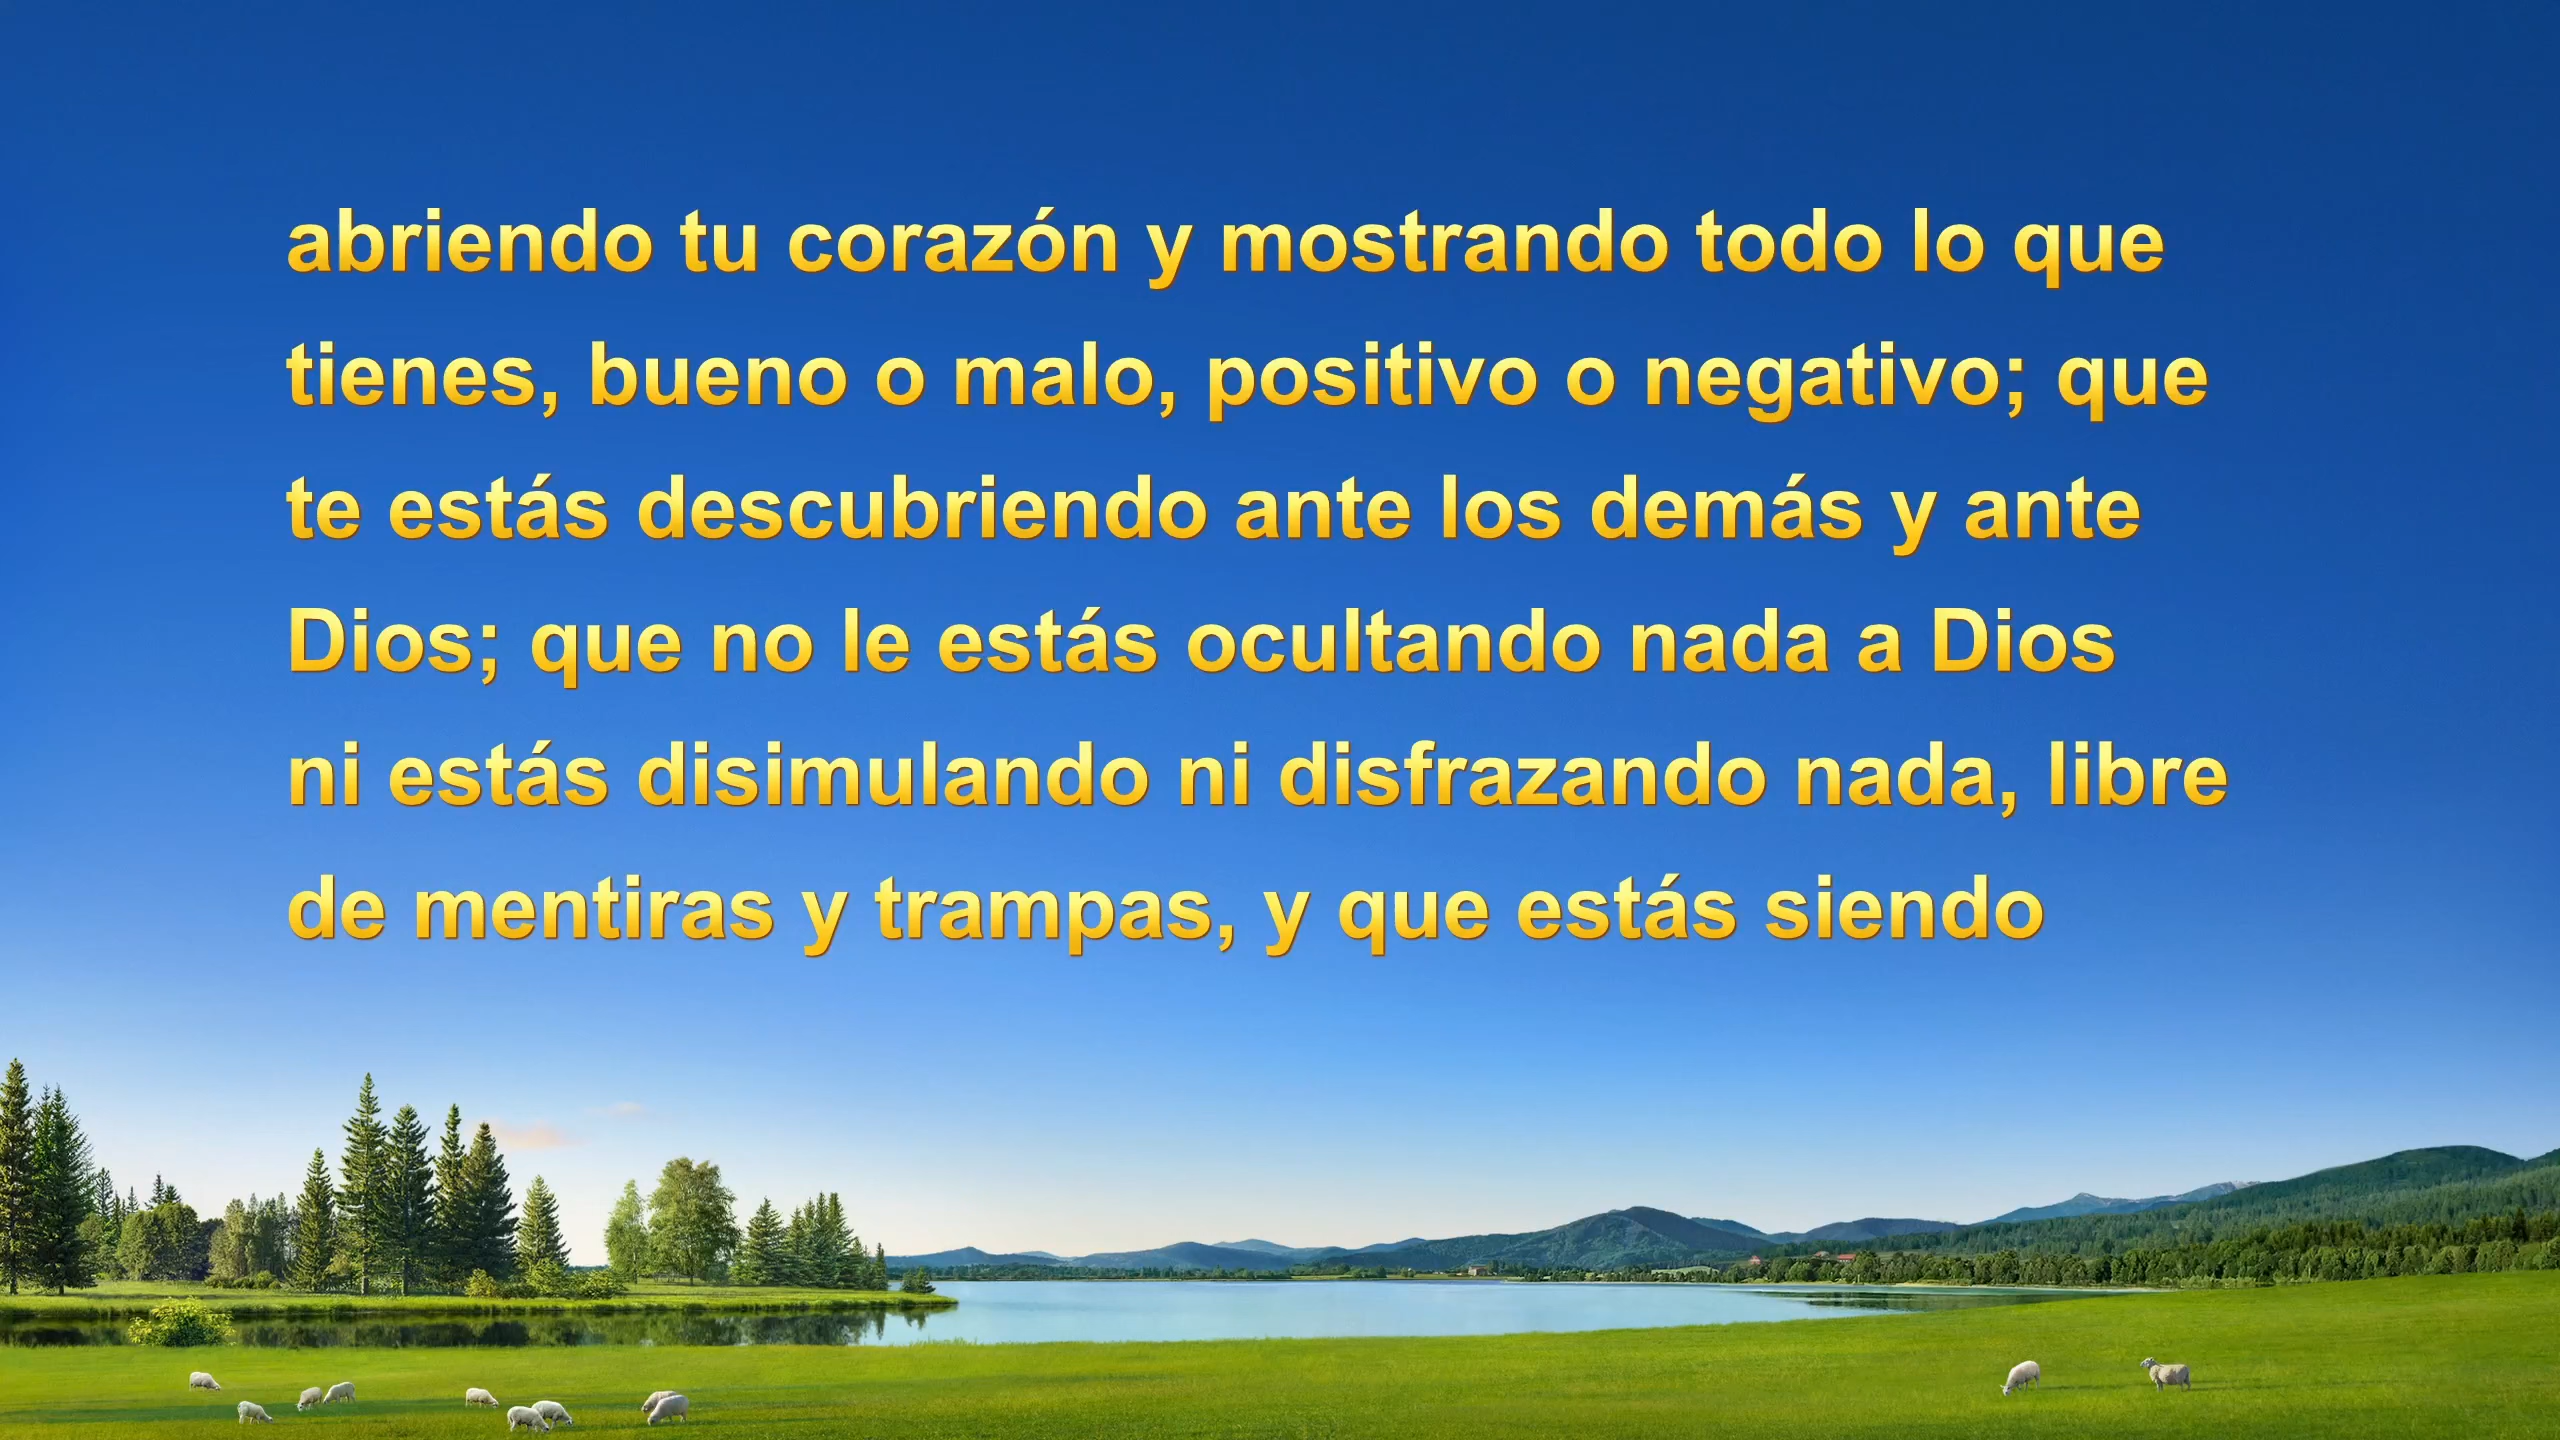 abriendo tu corazón y mostrando todo lo que
tienes, bueno o malo, positivo o negativo; que
te estás descubriendo ante los demás y ante
Dios; que no le estás ocultando nada a Dios
ni estás disimulando ni disfrazando nada, libre
de mentiras y trampas, y que estás siendo